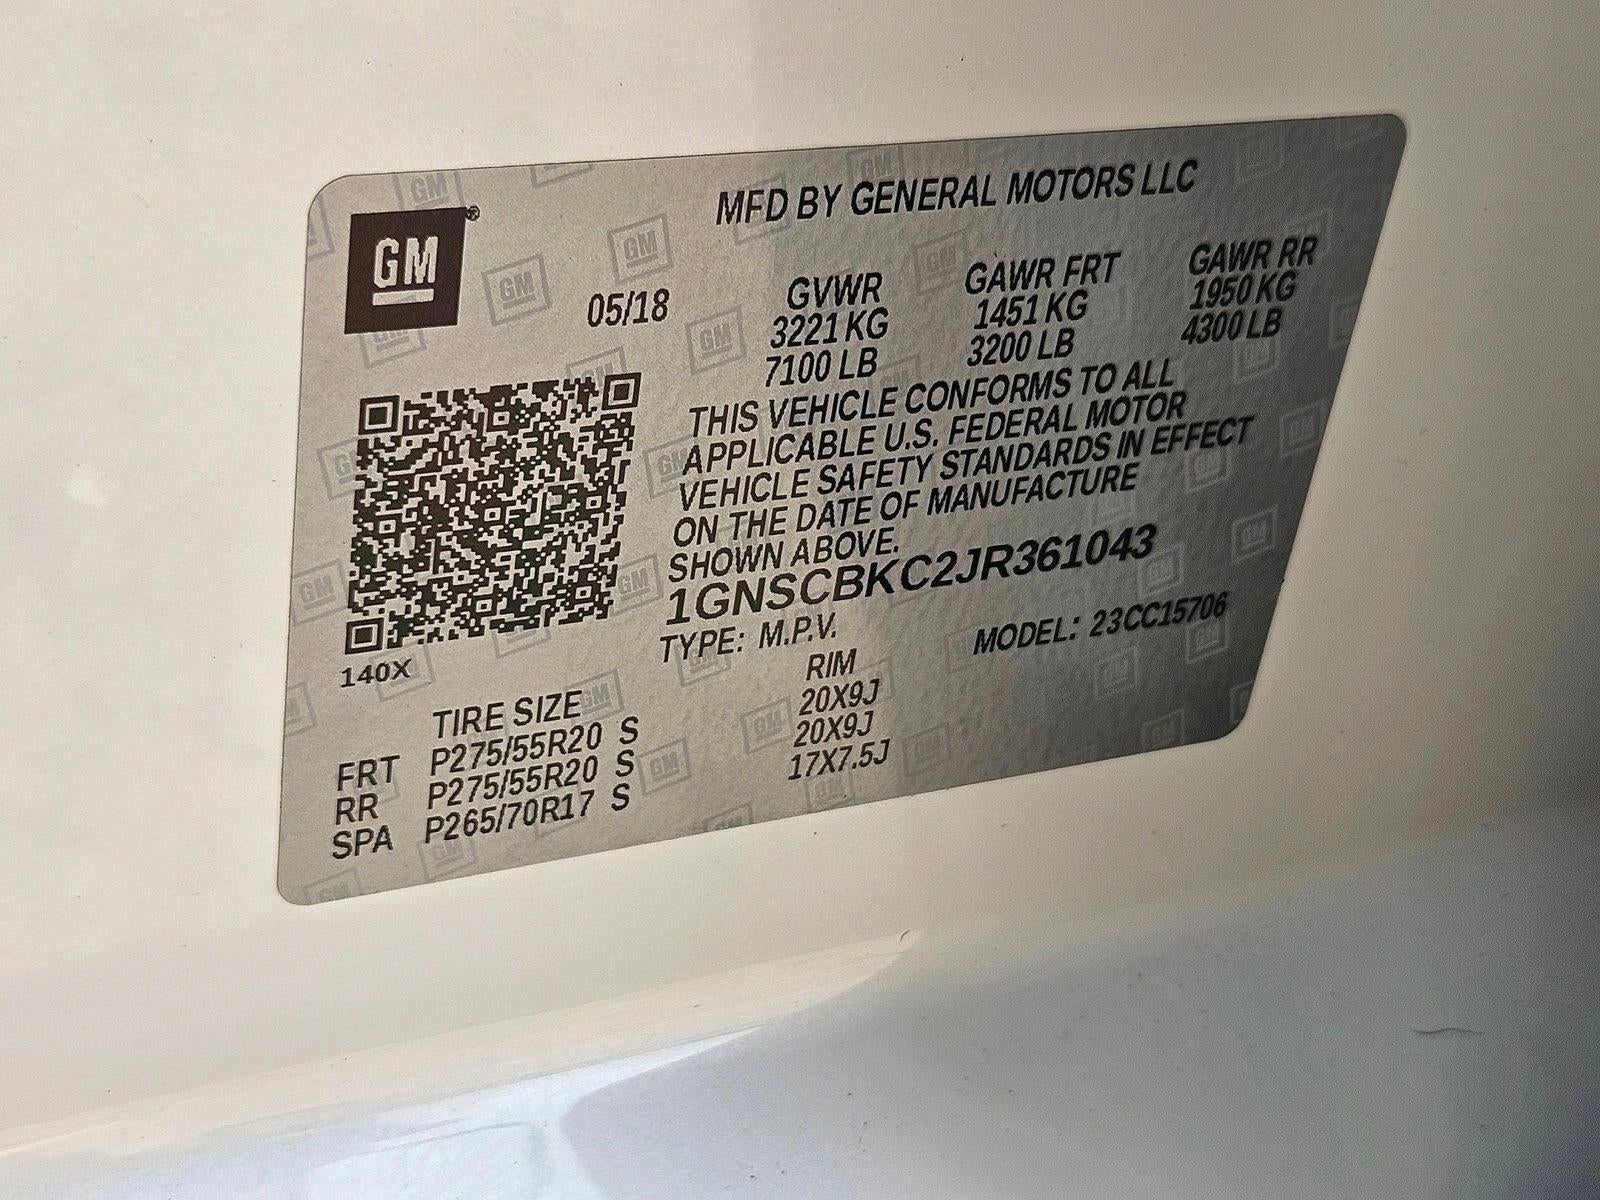 GM®
MFD BY GENERAL MOTORS LLC
05/18
GVWR GAWR FRT GAWR RR
3221 KG 1451 KG 1950 KG
7100 LB 3200 LB 4300 LB
THIS VEHICLE CONFORMS TO ALL
APPLICABLE U.S. FEDERAL MOTOR
VEHICLE SAFETY STANDARDS IN EFFECT
ON THE DATE OF MANUFACTURE
SHOWN ABOVE.
1GNSCBKC2JR361043
TYPE: M.P.V. MODEL: 23CC15706
140X
TIRE SIZE RIM
FRT P275/55R20 S 20X9J
RR P275/55R20 S 20X9J
SPA P265/70R17 S 17X7.5J